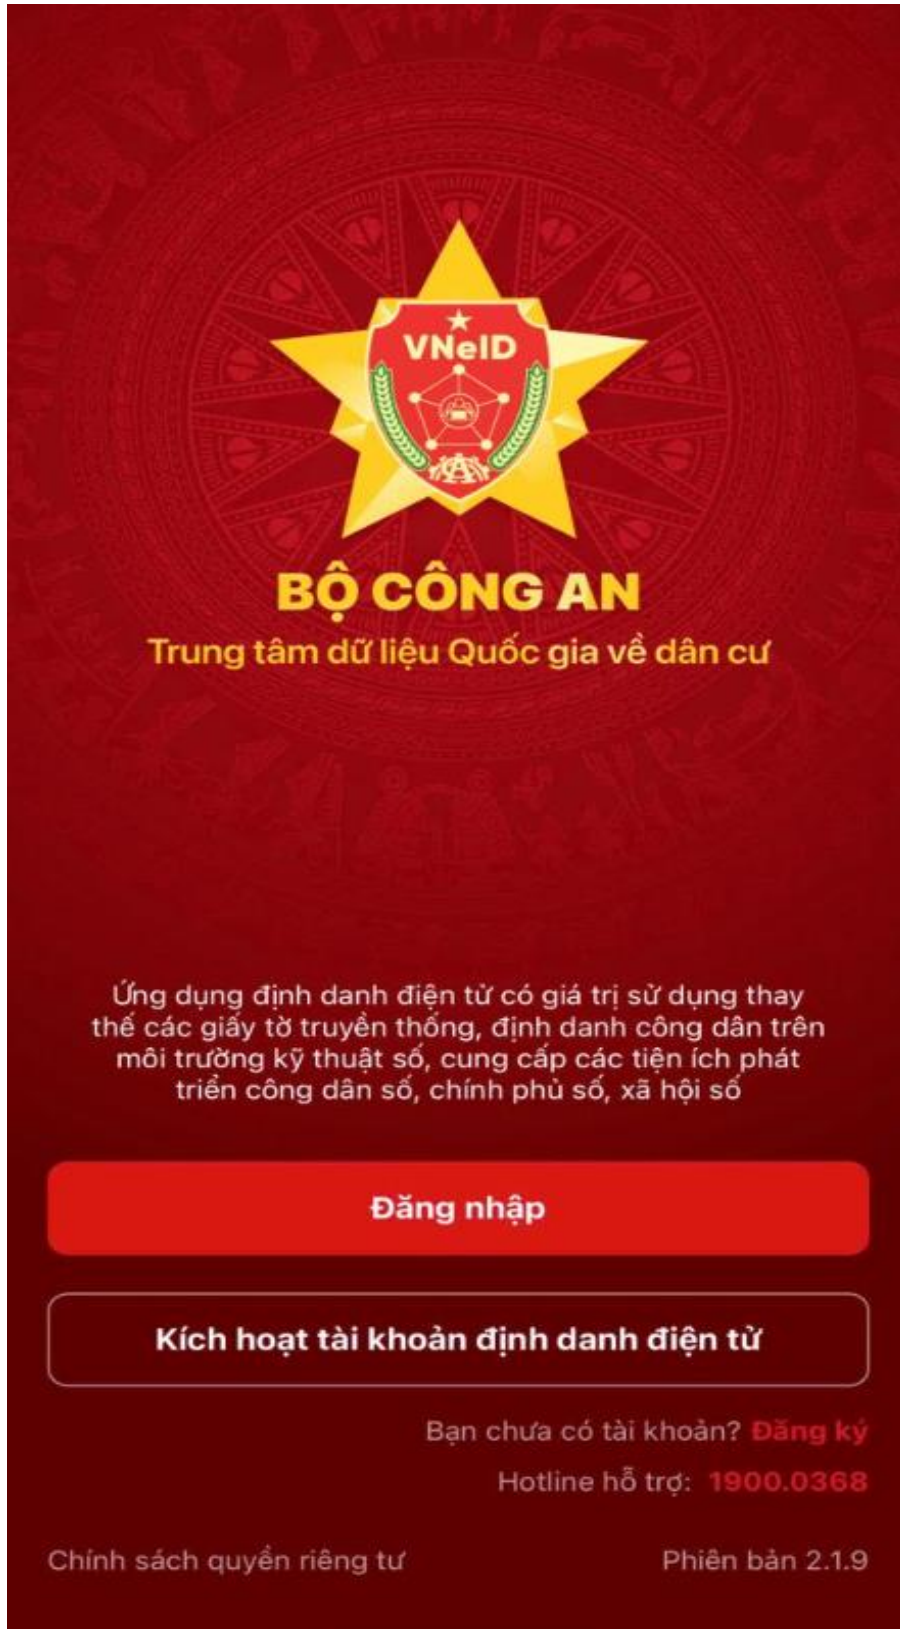 VNeID
BỘ CÔNG AN
Trung tâm dữ liệu Quốc gia về dân cư
Ứng dụng định danh điện tử có giá trị sử dụng thay
thế các giấy tờ truyền thống, định danh công dân trên
môi trường kỹ thuật số, cung cấp các tiện ích phát
triển công dân số, chính phủ số, xã hội số
Đăng nhập
Kích hoạt tài khoản định danh điện tử
Bạn chưa có tài khoản? Đăng ký
Hotline hỗ trợ: 1900.0368
Chính sách quyền riêng tư
Phiên bản 2.1.9